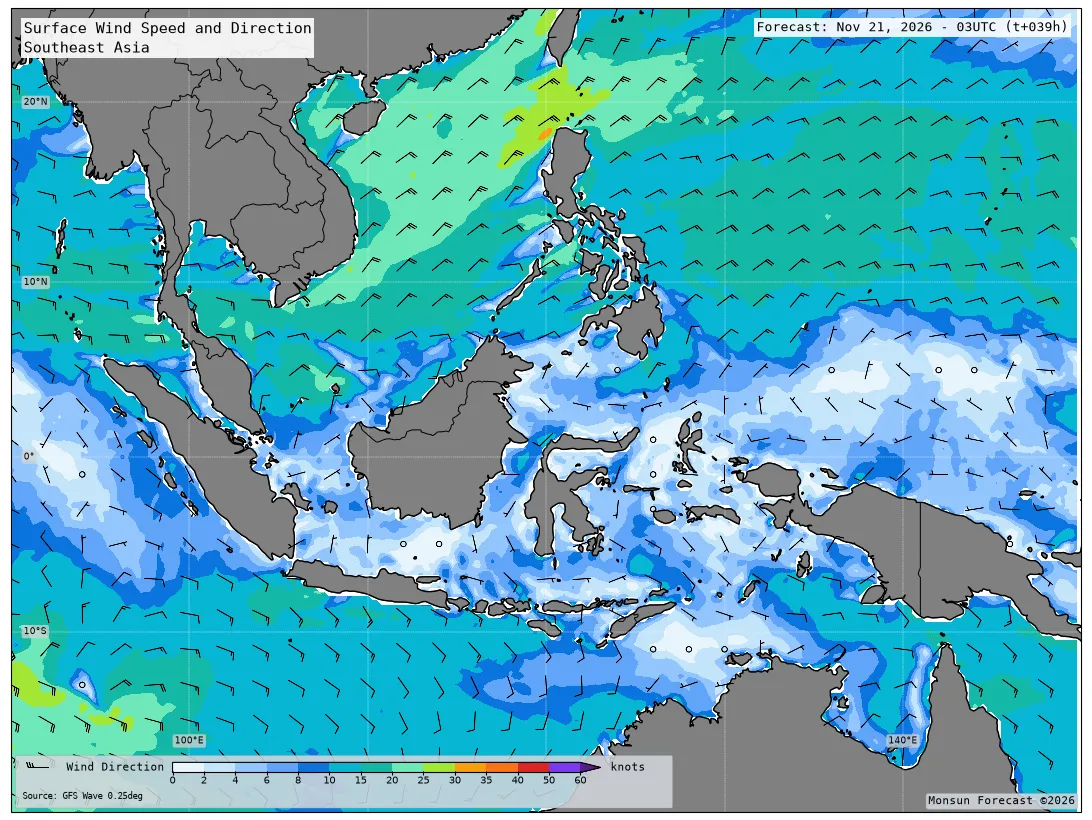 Surface Wind Speed and Direction
Southeast Asia
Forecast: Nov 21, 2026 - 03UTC (t+039h)
20°N
10°N
0°
10°S
100°E
140°E
Wind Direction
0 2 4 6 8 10 15 20 25 30 35 40 50 60
knots
Source: GFS Wave 0.25deg
Monsun Forecast ©2026